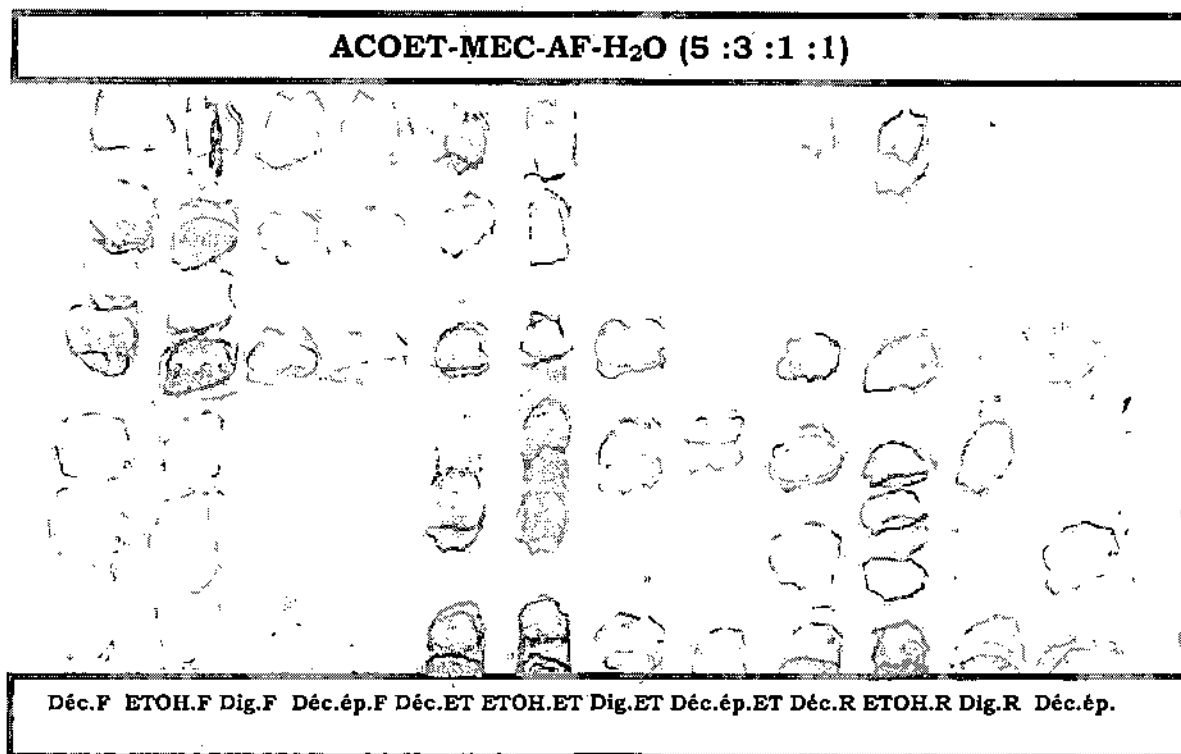 ACOET-MEC-AF-H₂O (5 :3 :1 :1)
Déc.F ETOH.F Dig.F Déc.ép.F Déc.ET ETOH.ET Dig.ET Déc.ép.ET Déc.R ETOH.R Dig.R Déc.ép.